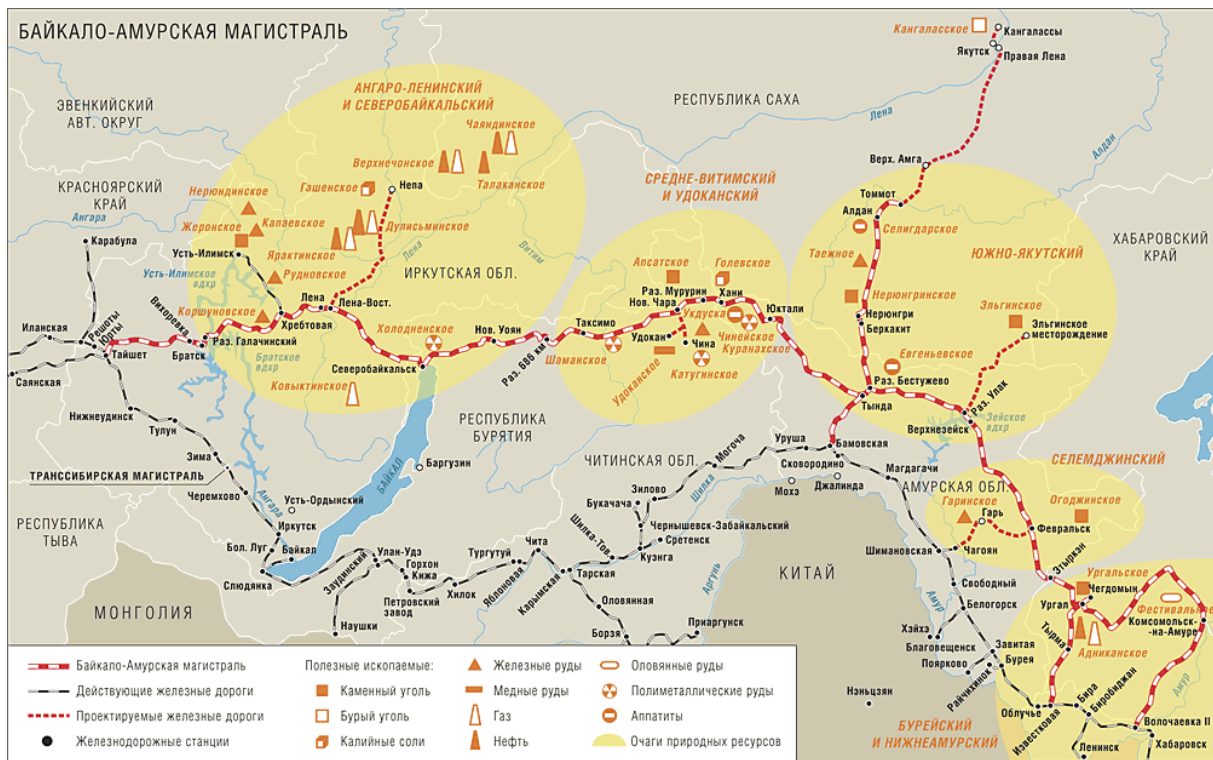 БАЙКАЛО-АМУРСКАЯ МАГИСТРАЛЬ
ЭВЕНКИЙСКИЙ
АВТ. ОКРУГ
КРАСНОЯРСКИЙ
КРАЙ
Ангара
Карабула
АНГАРО-ЛЕНИНСКИЙ
И СЕВЕРОБАЙКАЛЬСКИЙ
Чаяндинское
Верхнечонское
Талаканское
Гашенское
Непа
Нерюндинское
Жеронское
Капаевское
Дулисьминское
Ярактинское
Лена
Витим
Усть-Илимск
Усть-Илимское
вдхр
Рудновское
ИРКУТСКАЯ ОБЛ.
Коршуновское
Лена
Лена-Вост.
Хребтовая
Вихоревка
Раз. Галачинский
Братск
Братское
вдхр
Иланская
Решоты
Юрты
Тайшет
Саянская
Холодненское
Северобайкальск
Нов. Уоян
Раз. 686 км
Ковыктинское
Нижнеудинск
Тулун
Зима
Черемхово
ТРАНССИБИРСКАЯ МАГИСТРАЛЬ
РЕСПУБЛИКА
ТЫВА
Ангара
Усть-Ордынский
Иркутск
Бол. Луг
Байкал
Слюдянка
БАЙКАЛ
Баргузин
РЕСПУБЛИКА
БУРЯТИЯ
МОНГОЛИЯ
Заудинский
Улан-Удэ
Горхон
Кижа
Петровский
завод
Наушки
Хилок
Тургутуй
Яблоновая
Чита
Карымская
Тарская
Оловянная
Борзя
Приаргунск
Аргунь
Шилка-Тов.
Куэнга
Сретенск
Чернышевск-Забайкальский
Букачача
Зилово
Могоча
Шилка
ЧИТИНСКАЯ ОБЛ.
Уруша
РЕСПУБЛИКА САХА
Лена
Алдан
Кангаласское
Кангалассы
Якутск
Правая Лена
Верх. Амга
Томмот
Алдан
Селигдарское
СРЕДНЕ-ВИТИМСКИЙ
И УДОКАНСКИЙ
Апсатское
Голевское
Раз. Мурурин
Нов. Чара
Хани
Юктали
Таксимо
Шаманское
Удокан
Укдуска
Чина
Чинейское
Куранахское
Удоканское
Катугинское
ЮЖНО-ЯКУТСКИЙ
ХАБАРОВСКИЙ
КРАЙ
Таежное
Нерюнгринское
Нерюнгри
Беркакит
Эльгинское
Эльгинское
месторождение
Евгеньевское
Раз. Бестужево
Тында
Раз. Улак
Верхнезейск
Зейское
вдхр
Бамовская
Сковородино
Мохэ
Джалинда
Магдагачи
СЕЛЕМДЖИНСКИЙ
АМУРСКАЯ ОБЛ.
Гаринское
Гарь
Огоджинское
Чагоян
Февральск
Шимановская
Этыркэн
КИТАЙ
Свободный
Белогорск
Амур
Хэйхэ
Благовещенск
Поярково
Завитая
Бурея
Райчихинск
Нэньцзян
Ургальское
Чегдомын
Ургал
Фестивальное
Комсомольск-
на-Амуре
Адниканское
Тырма
Амур
Облучье
Известковая
Бира
Биробиджан
Волочаевка II
Ленинск
Хабаровск
БУРЕЙСКИЙ
И НИЖНЕАМУРСКИЙ
Байкало-Амурская магистраль
Действующие железные дороги
Проектируемые железные дороги
Железнодорожные станции
Полезные ископаемые:
Каменный уголь
Бурый уголь
Калийные соли
Железные руды
Медные руды
Газ
Нефть
Оловянные руды
Полиметаллические руды
Аппатиты
Очаги природных ресурсов